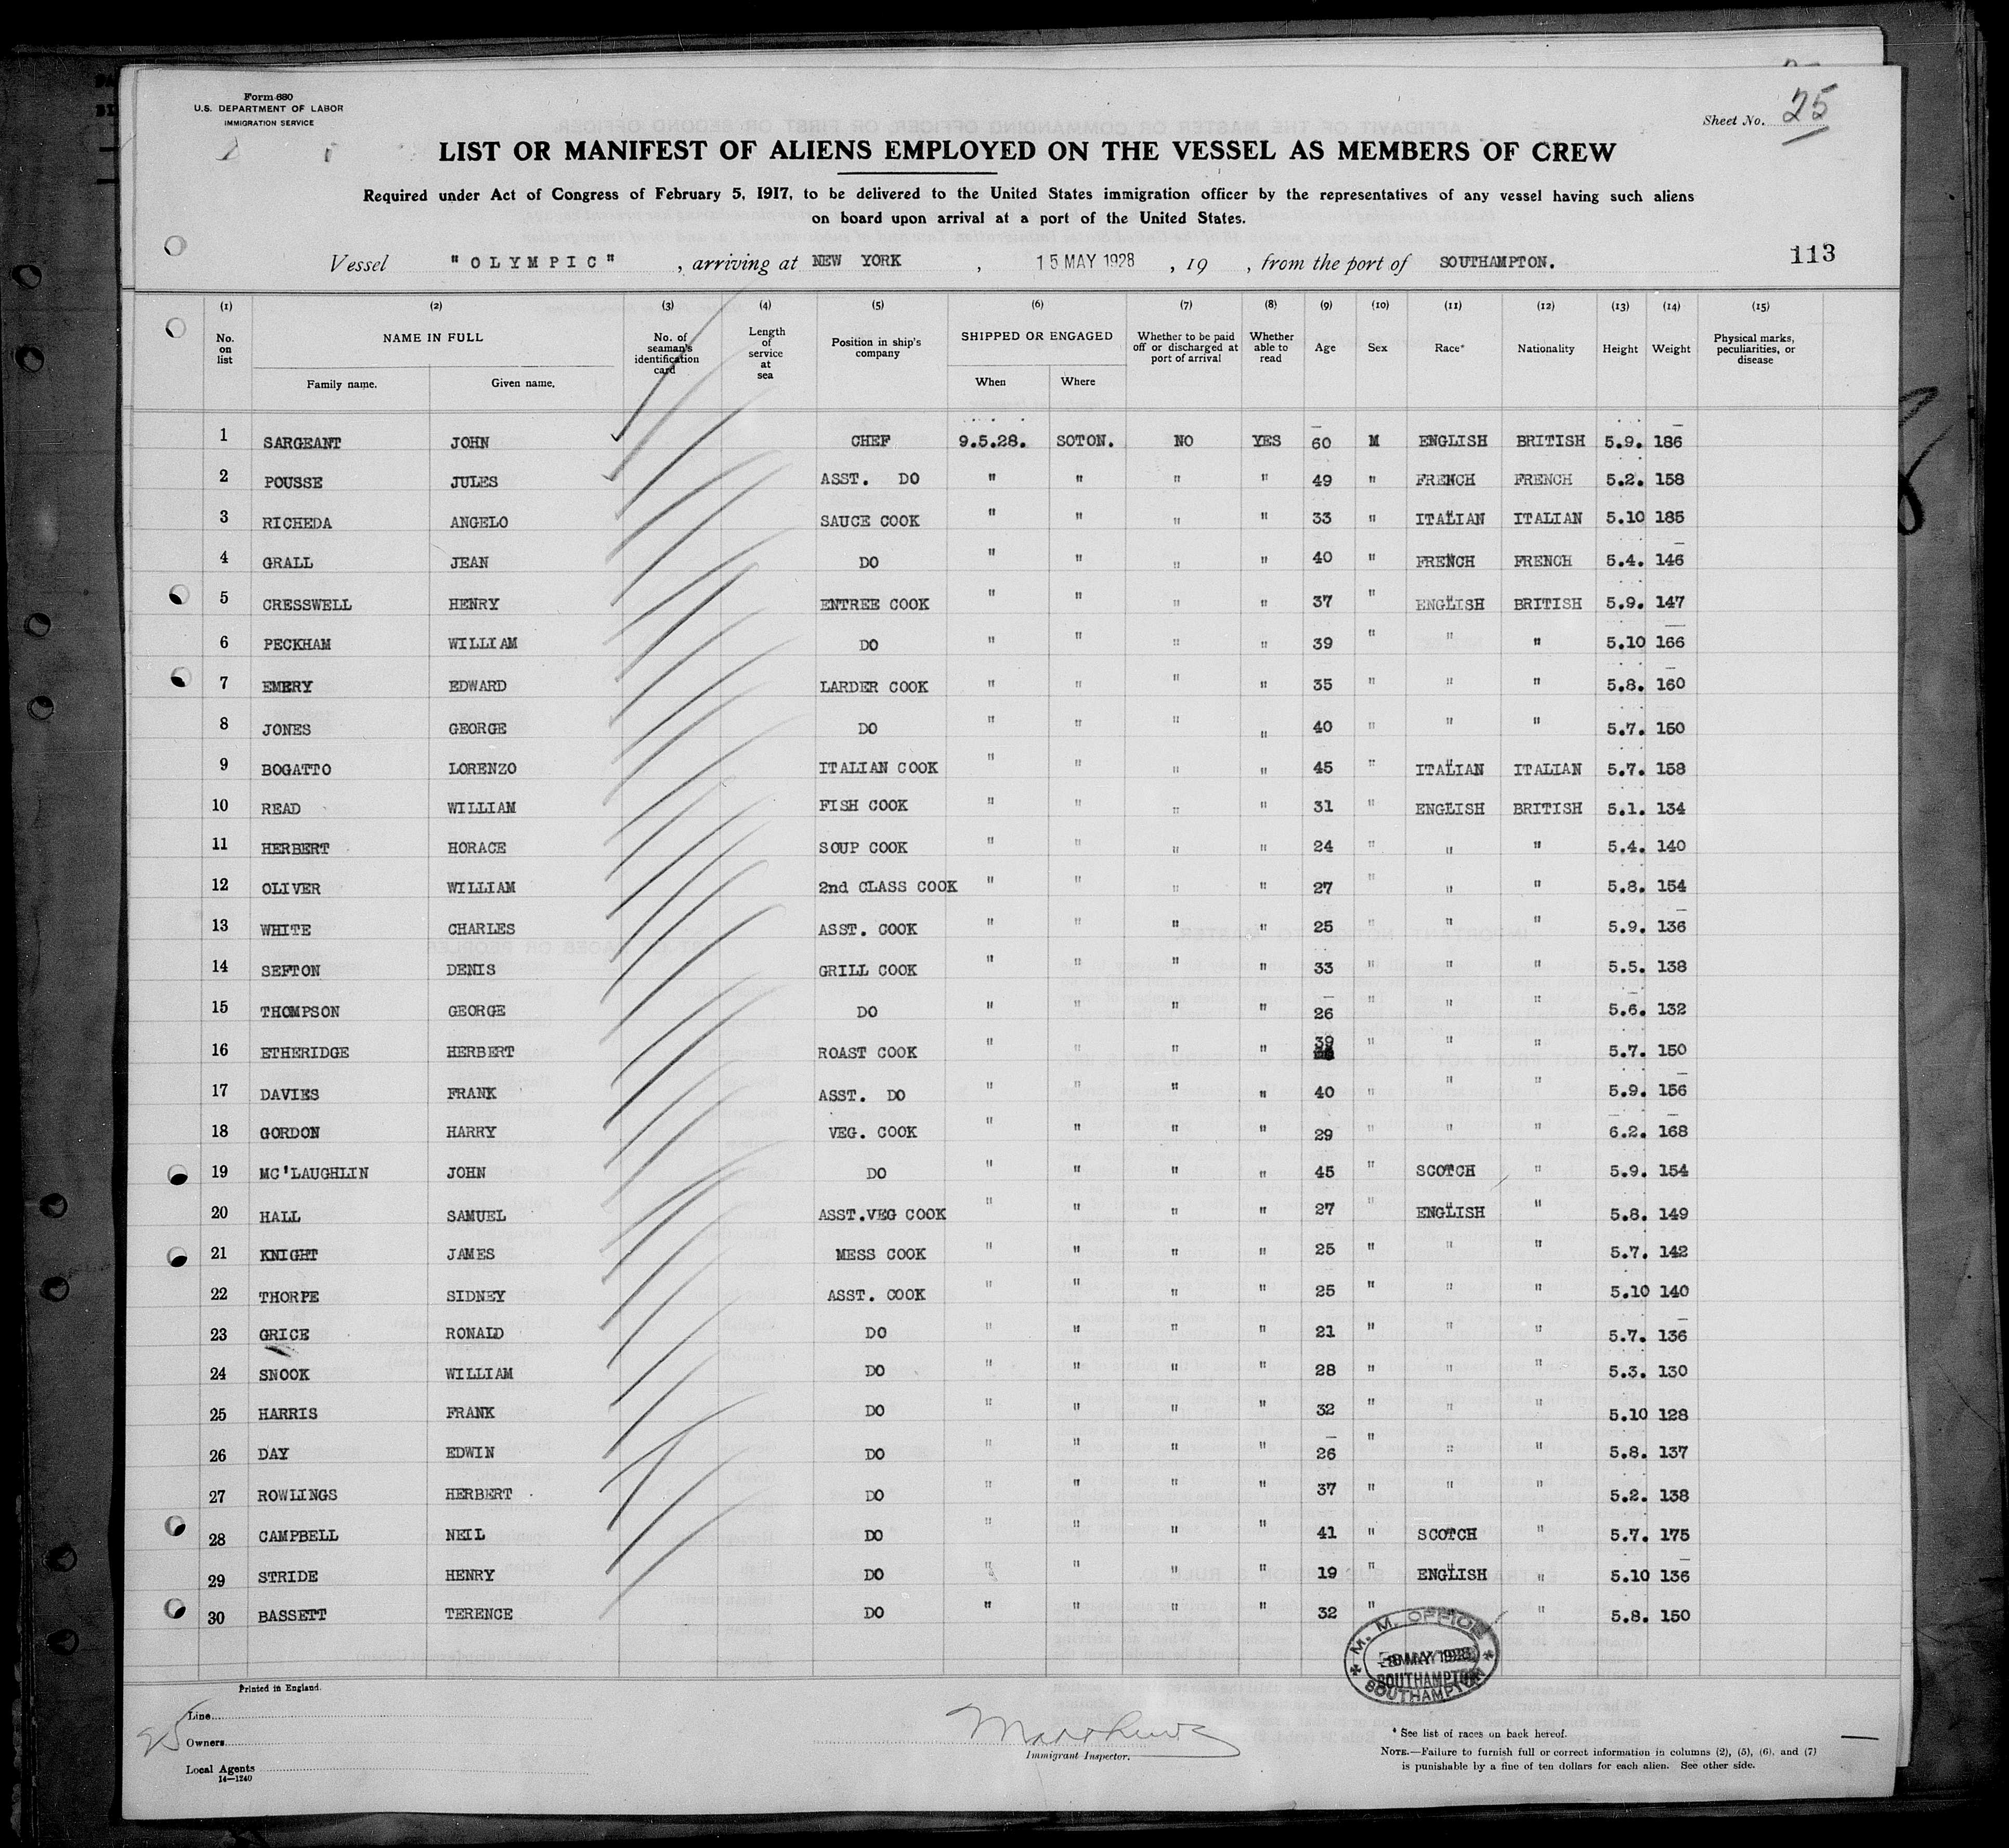 Form 680
U.S. DEPARTMENT OF LABOR
IMMIGRATION SERVICE
Sheet No. 25
LIST OR MANIFEST OF ALIENS EMPLOYED ON THE VESSEL AS MEMBERS OF CREW
Required under Act of Congress of February 5, 1917, to be delivered to the United States immigration officer by the representatives of any vessel having such aliens
on board upon arrival at a port of the United States.
Vessel "OLYMPIC", arriving at NEW YORK, 15 MAY 1928, 19 , from the port of SOUTHAMPTON. 113
(1) (2) (3) (4) (5) (6) (7) (8) (9) (10) (11) (12) (13) (14) (15)
No. on list NAME IN FULL Family name. Given name. No. of seaman's identification card Length of service at sea Position in ship's company SHIPPED OR ENGAGED When Where Whether to be paid off or discharged at port of arrival Whether able to read Age Sex Race* Nationality Height Weight Physical marks, peculiarities, or disease
1 SARGEANT JOHN CHEF 9.5.28. SOTON. NO YES 60 M ENGLISH BRITISH 5.9. 186
2 POUSSE JULES ASST. DO " " " " 49 " FRENCH FRENCH 5.2. 158
3 RICHEDA ANGELO SAUCE COOK " " " " 33 " ITALIAN ITALIAN 5.10 185
4 GRALL JEAN DO " " " " 40 " FRENCH FRENCH 5.4. 146
5 CRESSWELL HENRY ENTREE COOK " " " " 37 " ENGLISH BRITISH 5.9. 147
6 PECKHAM WILLIAM DO " " " " 39 " " " 5.10 166
7 EMERY EDWARD LARDER COOK " " " " 35 " " " 5.8. 160
8 JONES GEORGE DO " " " " 40 " " " 5.7. 150
9 BOGATTO LORENZO ITALIAN COOK " " " " 45 " ITALIAN ITALIAN 5.7. 158
10 READ WILLIAM FISH COOK " " " " 31 " ENGLISH BRITISH 5.1. 134
11 HERBERT HORACE SOUP COOK " " " " 24 " " " 5.4. 140
12 OLIVER WILLIAM 2nd CLASS COOK " " " " 27 " " " 5.8. 154
13 WHITE CHARLES ASST. COOK " " " " 25 " " " 5.9. 136
14 SEFTON DENIS GRILL COOK " " " " 33 " " " 5.5. 138
15 THOMPSON GEORGE DO " " " " 26 " " " 5.6. 132
16 ETHERIDGE HERBERT ROAST COOK " " " " 39 " " " 5.7. 150
17 DAVIES FRANK ASST. DO " " " " 40 " " " 5.9. 156
18 GORDON HARRY VEG. COOK " " " " 29 " " " 6.2. 168
19 MC'LAUGHLIN JOHN DO " " " " 45 " SCOTCH " 5.9. 154
20 HALL SAMUEL ASST.VEG COOK " " " " 27 " ENGLISH " 5.8. 149
21 KNIGHT JAMES MESS COOK " " " " 25 " " " 5.7. 142
22 THORPE SIDNEY ASST. COOK " " " " 25 " " " 5.10 140
23 GRICE RONALD DO " " " " 21 " " " 5.7. 136
24 SNOOK WILLIAM DO " " " " 28 " " " 5.3. 130
25 HARRIS FRANK DO " " " " 32 " " " 5.10 128
26 DAY EDWIN DO " " " " 26 " " " 5.8. 137
27 ROWLINGS HERBERT DO " " " " 37 " " " 5.2. 138
28 CAMPBELL NEIL DO " " " " 41 " SCOTCH " 5.7. 175
29 STRIDE HENRY DO " " " " 19 " ENGLISH " 5.10 136
30 BASSETT TERENCE DO " " " " 32 " " 5.8. 150
M. M. OFFICE
MAY 1928
SOUTHAMPTON
SOUTHAMPTON
Printed in England.
25
Line
Owners
Local Agents
14—1240
Matthews
Immigrant Inspector.
* See list of races on back hereof.
NOTE.—Failure to furnish full or correct information in columns (2), (5), (6), and (7)
is punishable by a fine of ten dollars for each alien. See other side.